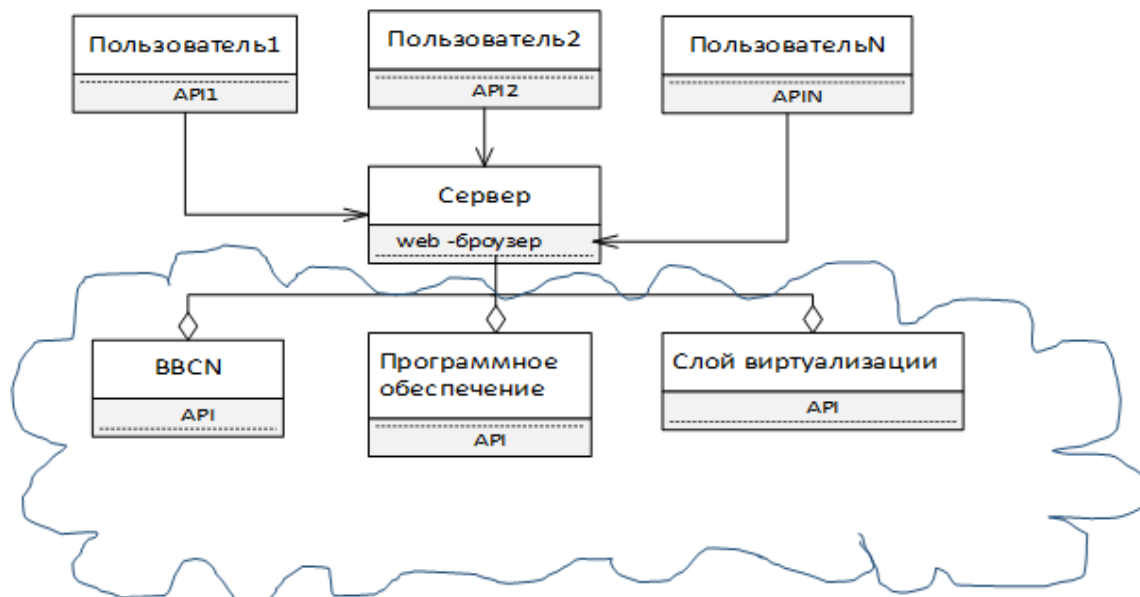 Пользователь1
API1
Пользователь2
API2
ПользовательN
APIN
Сервер
web -броузер
BBCN
API
Программное
обеспечение
API
Слой виртуализации
API